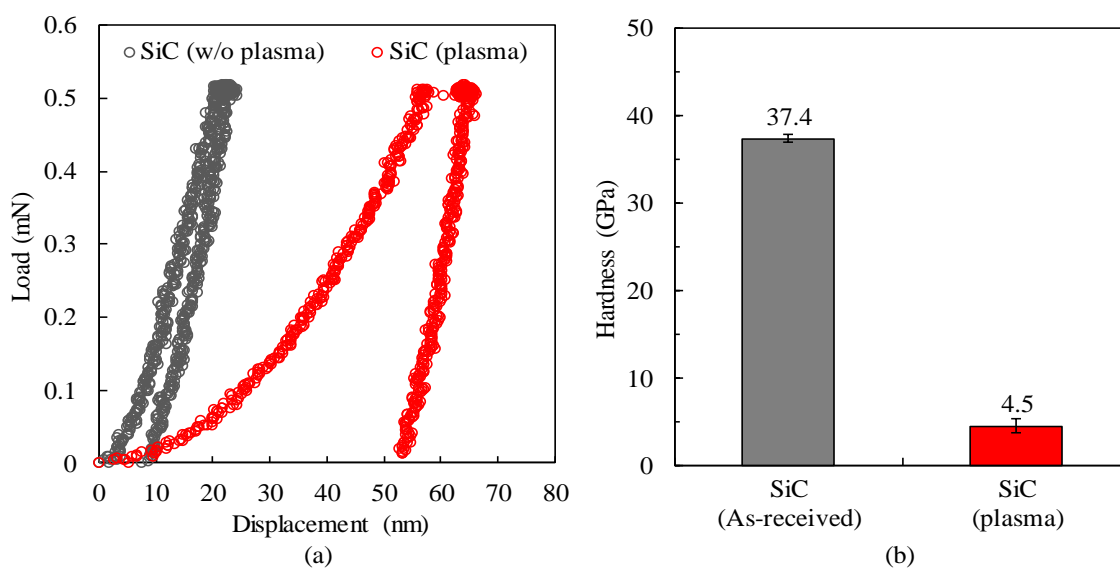 0.6
0.5
0.4
0.3
0.2
0.1
0
Load (mN)
SiC (w/o plasma)
SiC (plasma)
0 10 20 30 40 50 60 70 80
Displacement (nm)
(a)
50
40
30
20
10
0
Hardness (GPa)
37.4
4.5
SiC
(As-received)
SiC
(plasma)
(b)